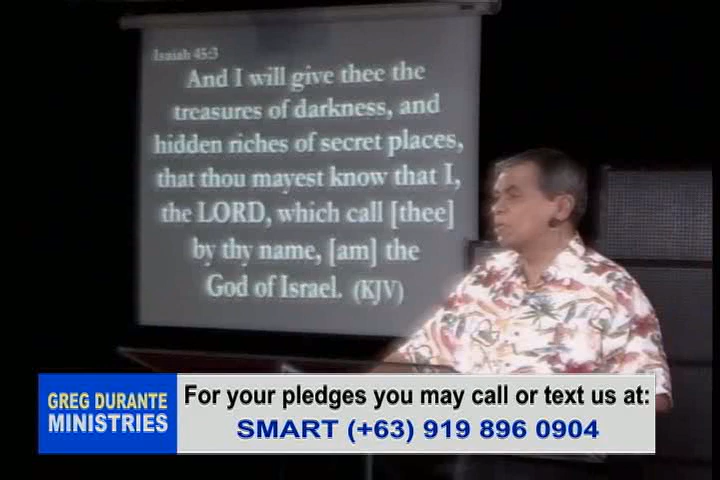 Isaiah 45:3
And I will give thee the
treasures of darkness, and
hidden riches of secret places,
that thou mayest know that I,
the LORD, which call [thee]
by thy name, [am] the
God of Israel. (KJV)
GREG DURANTE
MINISTRIES
For your pledges you may call or text us at:
SMART (+63) 919 896 0904